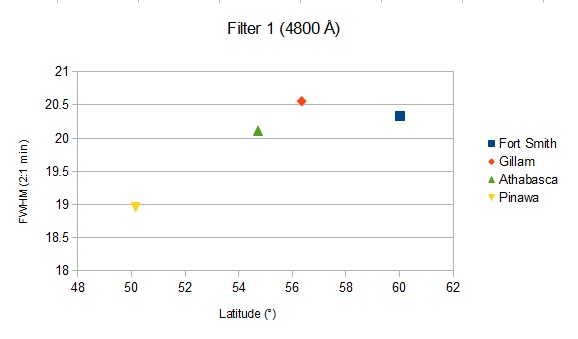 Filter 1 (4800 Å)
21
20.5
20
19.5
19
18.5
18
FWHM (2:1 min)
48 50 52 54 56 58 60 62
Latitude (°)
Fort Smith
Gillam
Athabasca
Pinawa